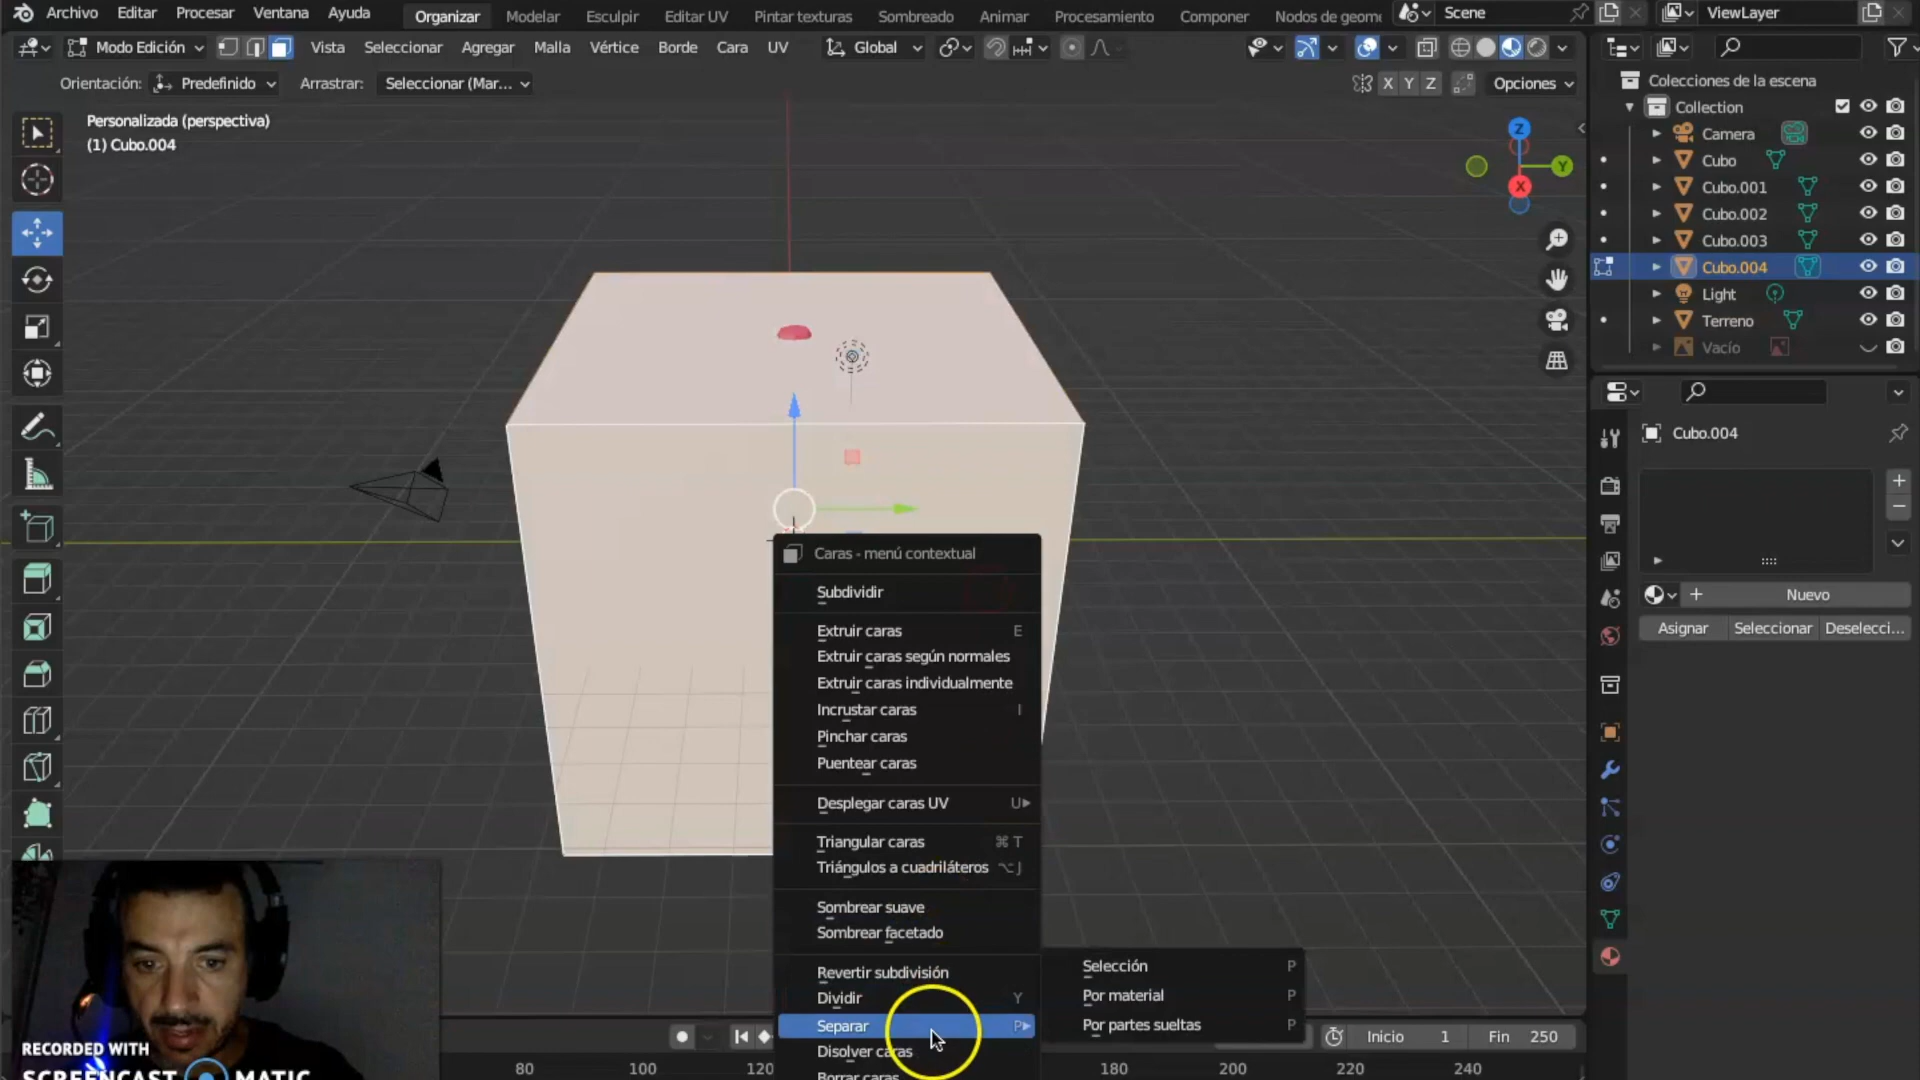 Archivo Editar Procesar Ventana Ayuda Organizar Modelar Esculpir Editar UV Pintar texturas Sombreado Animar Procesamiento Componer Nodos de geome Scene ViewLayer
Modo Edición Vista Seleccionar Agregar Malla Vértice Borde Cara UV Global
Orientación: Predefinido Arrastrar: Seleccionar (Mar... X Y Z Opciones
Personalizada (perspectiva)
(1) Cubo.004
Z
Y
X
Colecciones de la escena
Collection
Camera
Cubo
Cubo.001
Cubo.002
Cubo.003
Cubo.004
Light
Terreno
Vacío
Cubo.004
Nuevo
Asignar Seleccionar Deselecci...
Caras - menú contextual
Subdividir
Extruir caras E
Extruir caras según normales
Extruir caras individualmente
Incrustar caras I
Pinchar caras
Puentear caras
Desplegar caras UV U
Triangular caras ⌘ T
Triángulos a cuadriláteros ⌥ J
Sombrear suave
Sombrear facetado
Revertir subdivisión
Dividir Y
Separar P
Disolver caras
Borrar caras
Selección P
Por material P
Por partes sueltas P
Inicio 1 Fin 250
80 100 120 180 200 220 240
RECORDED WITH
SCREENCAST MATIC